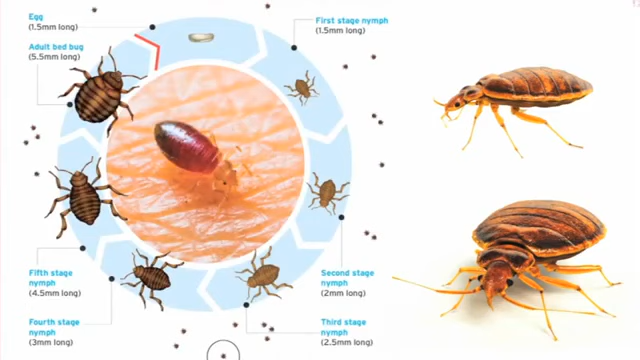 Egg
(1.5mm long)
Adult bed bug
(5.5mm long)
First stage nymph
(1.5mm long)
Second stage
nymph
(2mm long)
Third stage
nymph
(2.5mm long)
Fourth stage
nymph
(3mm long)
Fifth stage
nymph
(4.5mm long)